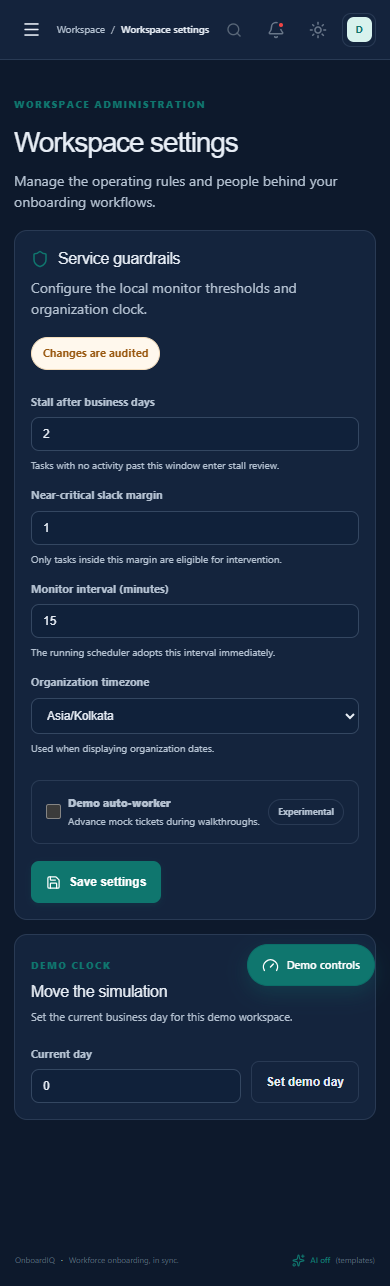 Workspace / Workspace settings
D
WORKSPACE ADMINISTRATION
Workspace settings
Manage the operating rules and people behind your
onboarding workflows.
Service guardrails
Configure the local monitor thresholds and
organization clock.
Changes are audited
Stall after business days
2
Tasks with no activity past this window enter stall review.
Near-critical slack margin
1
Only tasks inside this margin are eligible for intervention.
Monitor interval (minutes)
15
The running scheduler adopts this interval immediately.
Organization timezone
Asia/Kolkata
Used when displaying organization dates.
Demo auto-worker
Advance mock tickets during walkthroughs.
Experimental
Save settings
DEMO CLOCK
Demo controls
Move the simulation
Set the current business day for this demo workspace.
Current day
0
Set demo day
OnboardIQ - Workforce onboarding, in sync.
AI off (templates)